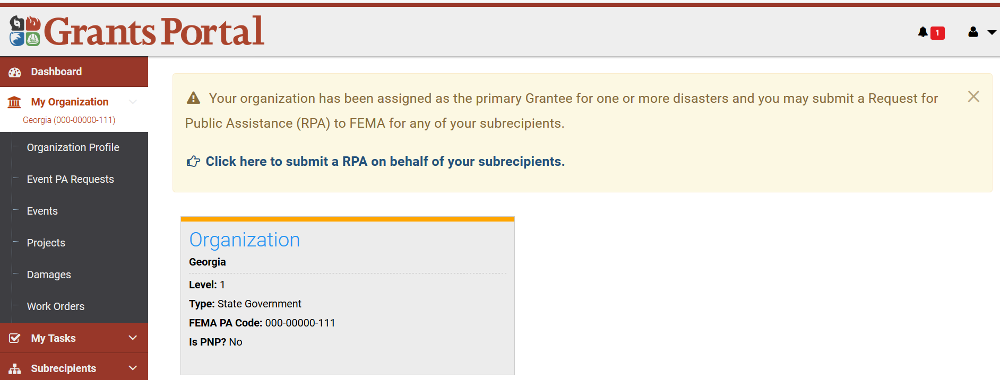 Grants Portal
1
Dashboard
My Organization
Georgia (000-00000-111)
Organization Profile
Event PA Requests
Events
Projects
Damages
Work Orders
My Tasks
Subrecipients
Your organization has been assigned as the primary Grantee for one or more disasters and you may submit a Request for
Public Assistance (RPA) to FEMA for any of your subrecipients.
Click here to submit a RPA on behalf of your subrecipients.
Organization
Georgia
Level: 1
Type: State Government
FEMA PA Code: 000-00000-111
Is PNP? No